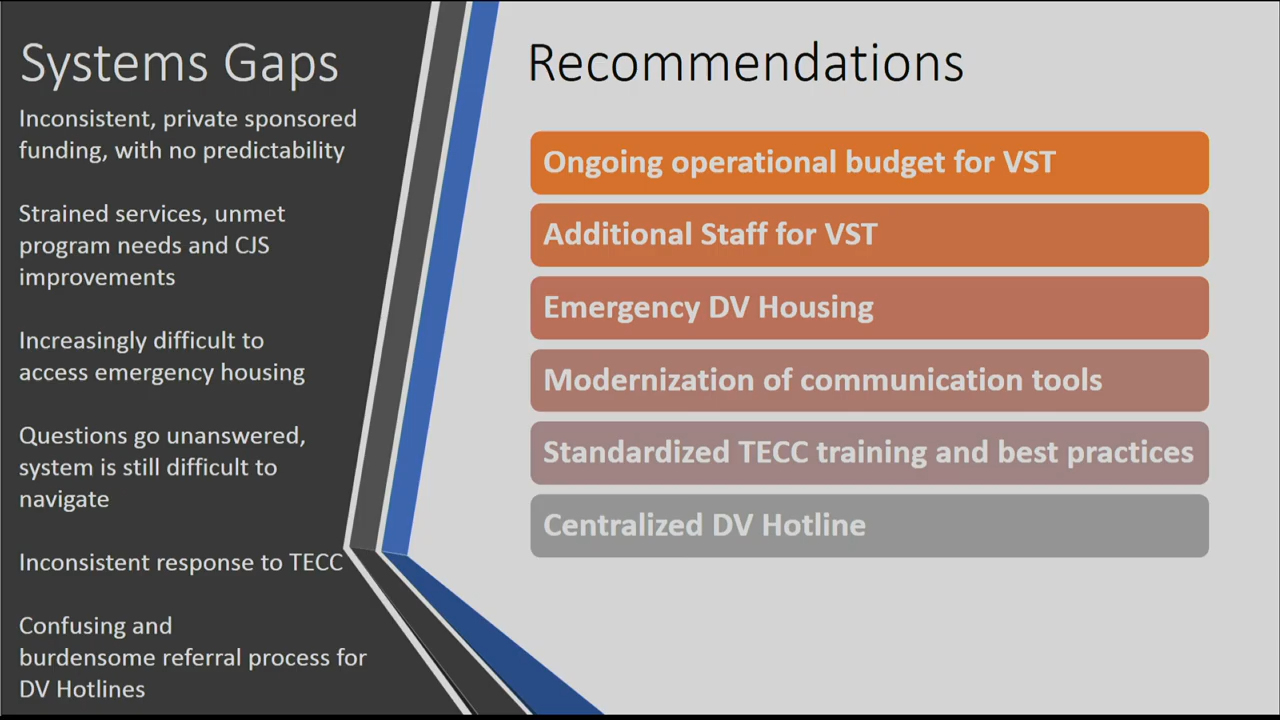 Systems Gaps
Inconsistent, private sponsored
funding, with no predictability
Strained services, unmet
program needs and CJS
improvements
Increasingly difficult to
access emergency housing
Questions go unanswered,
system is still difficult to
navigate
Inconsistent response to TECC
Confusing and
burdensome referral process for
DV Hotlines
Recommendations
Ongoing operational budget for VST
Additional Staff for VST
Emergency DV Housing
Modernization of communication tools
Standardized TECC training and best practices
Centralized DV Hotline